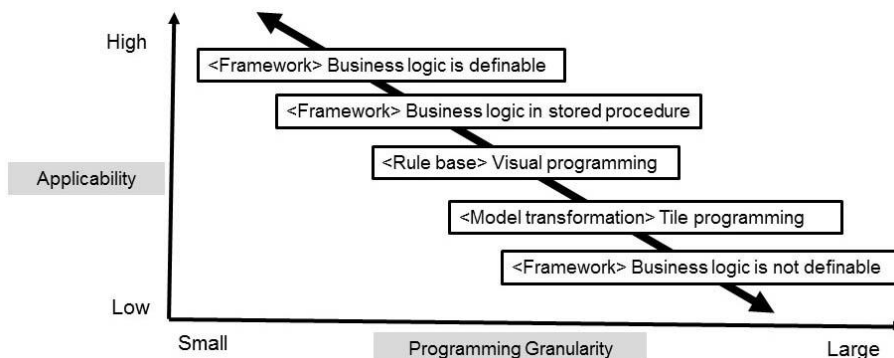 High
<Framework> Business logic is definable
<Framework> Business logic in stored procedure
<Rule base> Visual programming
Applicability
<Model transformation> Tile programming
<Framework> Business logic is not definable
Low
Small
Programming Granularity
Large